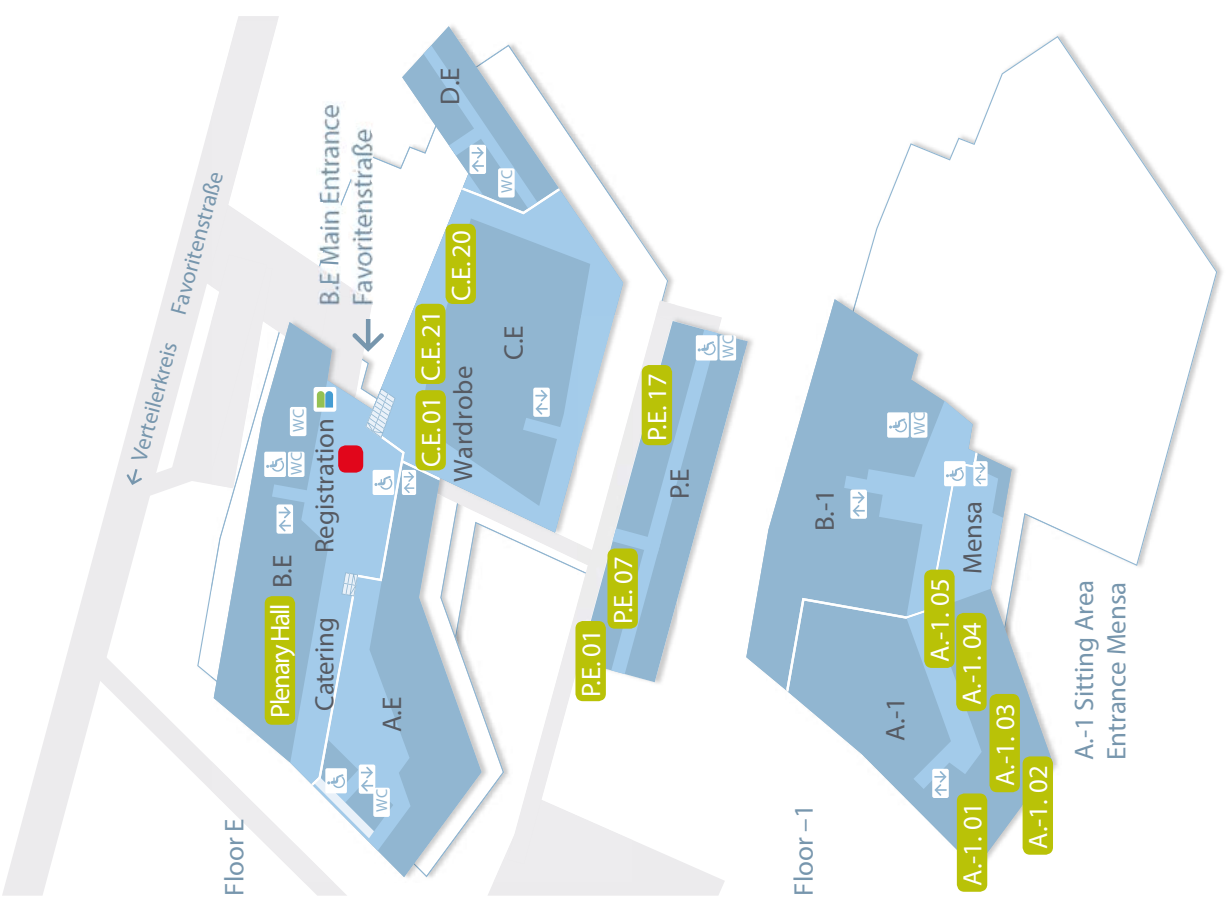 ← Verteilerkreis Favoritenstraße
B.E Main Entrance
Favoritenstraße
Floor E
Plenary Hall
B.E
WC
WC
Catering
Registration
A.E
WC
C.E. 01
C.E. 21
C.E. 20
Wardrobe
C.E
D.E
WC
P.E. 01
P.E. 07
P.E. 17
P.E
WC
Floor –1
B.-1
WC
A.-1
Mensa
A.-1. 01
A.-1. 02
A.-1. 03
A.-1. 04
A.-1. 05
A.-1 Sitting Area
Entrance Mensa